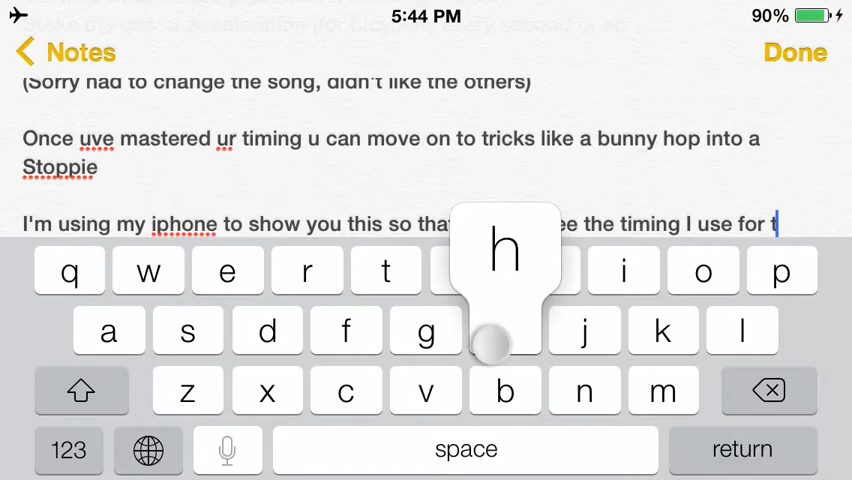 5:44 PM
90%
Notes
Done
(Sorry had to change the song, didn't like the others)
Once uve mastered ur timing u can move on to tricks like a bunny hop into a
Stoppie
I'm using my iphone to show you this so that ee the timing I use for t
h
q w e r t i o p
a s d f g j k l
z x c v b n m
123 space return